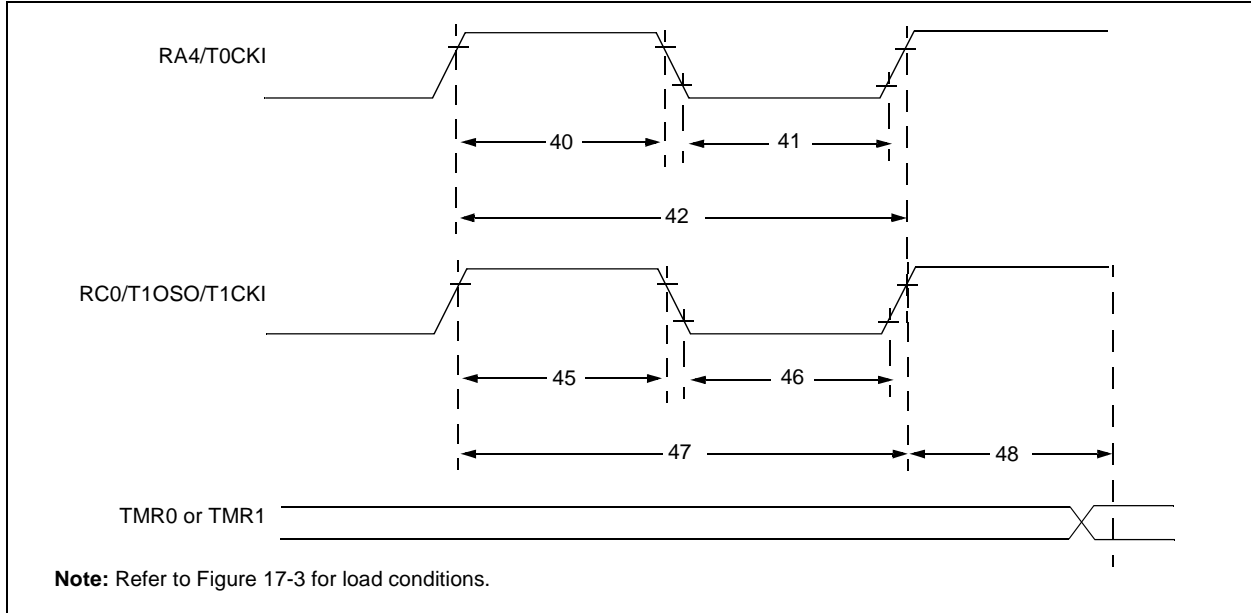 RA4/T0CKI
40
41
42
RC0/T1OSO/T1CKI
45
46
47
48
TMR0 or TMR1
Note: Refer to Figure 17-3 for load conditions.